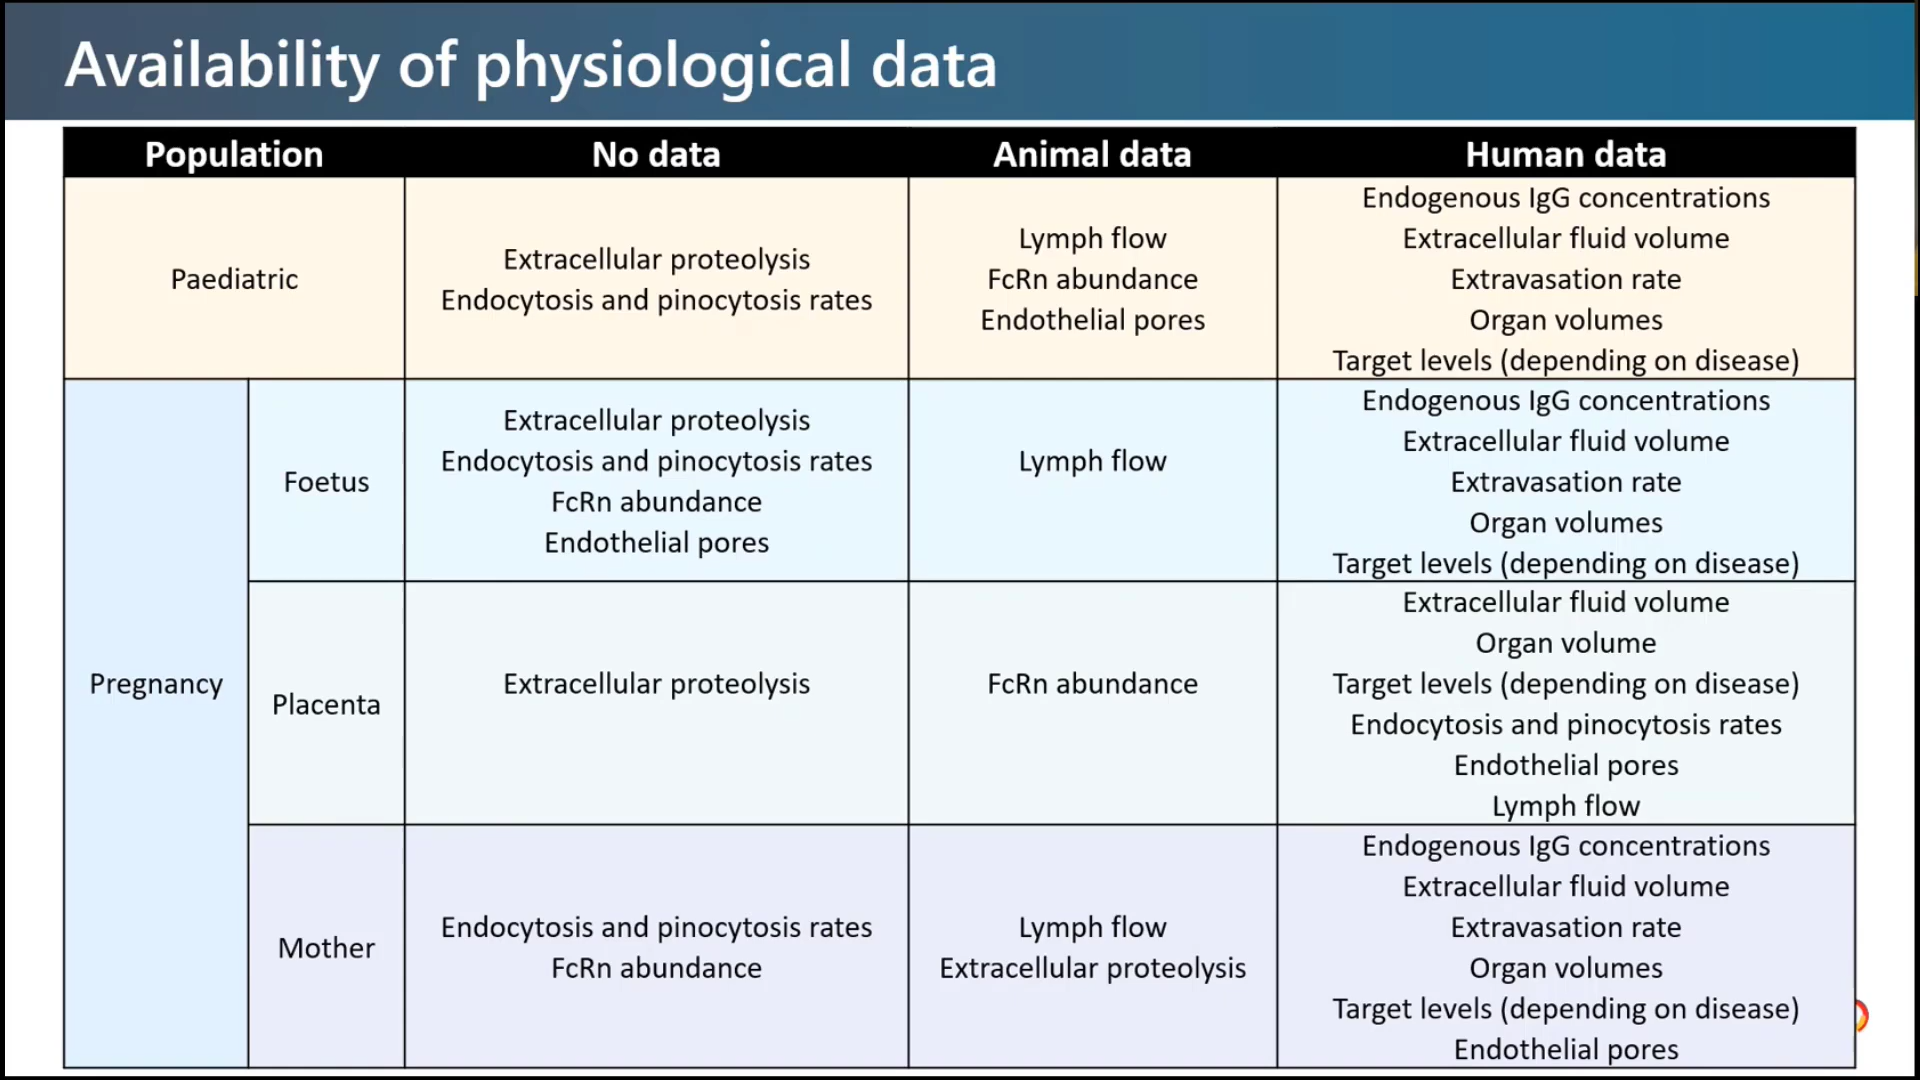 Availability of physiological data
Population
No data
Animal data
Human data
Paediatric
Extracellular proteolysis
Endocytosis and pinocytosis rates
Lymph flow
FcRn abundance
Endothelial pores
Endogenous IgG concentrations
Extracellular fluid volume
Extravasation rate
Organ volumes
Target levels (depending on disease)
Pregnancy
Foetus
Extracellular proteolysis
Endocytosis and pinocytosis rates
FcRn abundance
Endothelial pores
Lymph flow
Endogenous IgG concentrations
Extracellular fluid volume
Extravasation rate
Organ volumes
Target levels (depending on disease)
Placenta
Extracellular proteolysis
FcRn abundance
Extracellular fluid volume
Organ volume
Target levels (depending on disease)
Endocytosis and pinocytosis rates
Endothelial pores
Lymph flow
Mother
Endocytosis and pinocytosis rates
FcRn abundance
Lymph flow
Extracellular proteolysis
Endogenous IgG concentrations
Extracellular fluid volume
Extravasation rate
Organ volumes
Target levels (depending on disease)
Endothelial pores